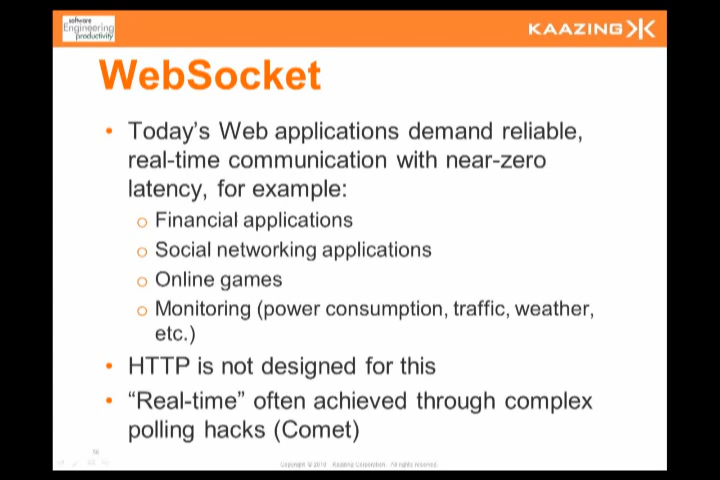 software
Engineering
productivity
KAAZING
WebSocket
• Today's Web applications demand reliable,
real-time communication with near-zero
latency, for example:
o Financial applications
o Social networking applications
o Online games
o Monitoring (power consumption, traffic, weather,
etc.)
• HTTP is not designed for this
• “Real-time” often achieved through complex
polling hacks (Comet)
Kaazing Corporation. All rights reserved.